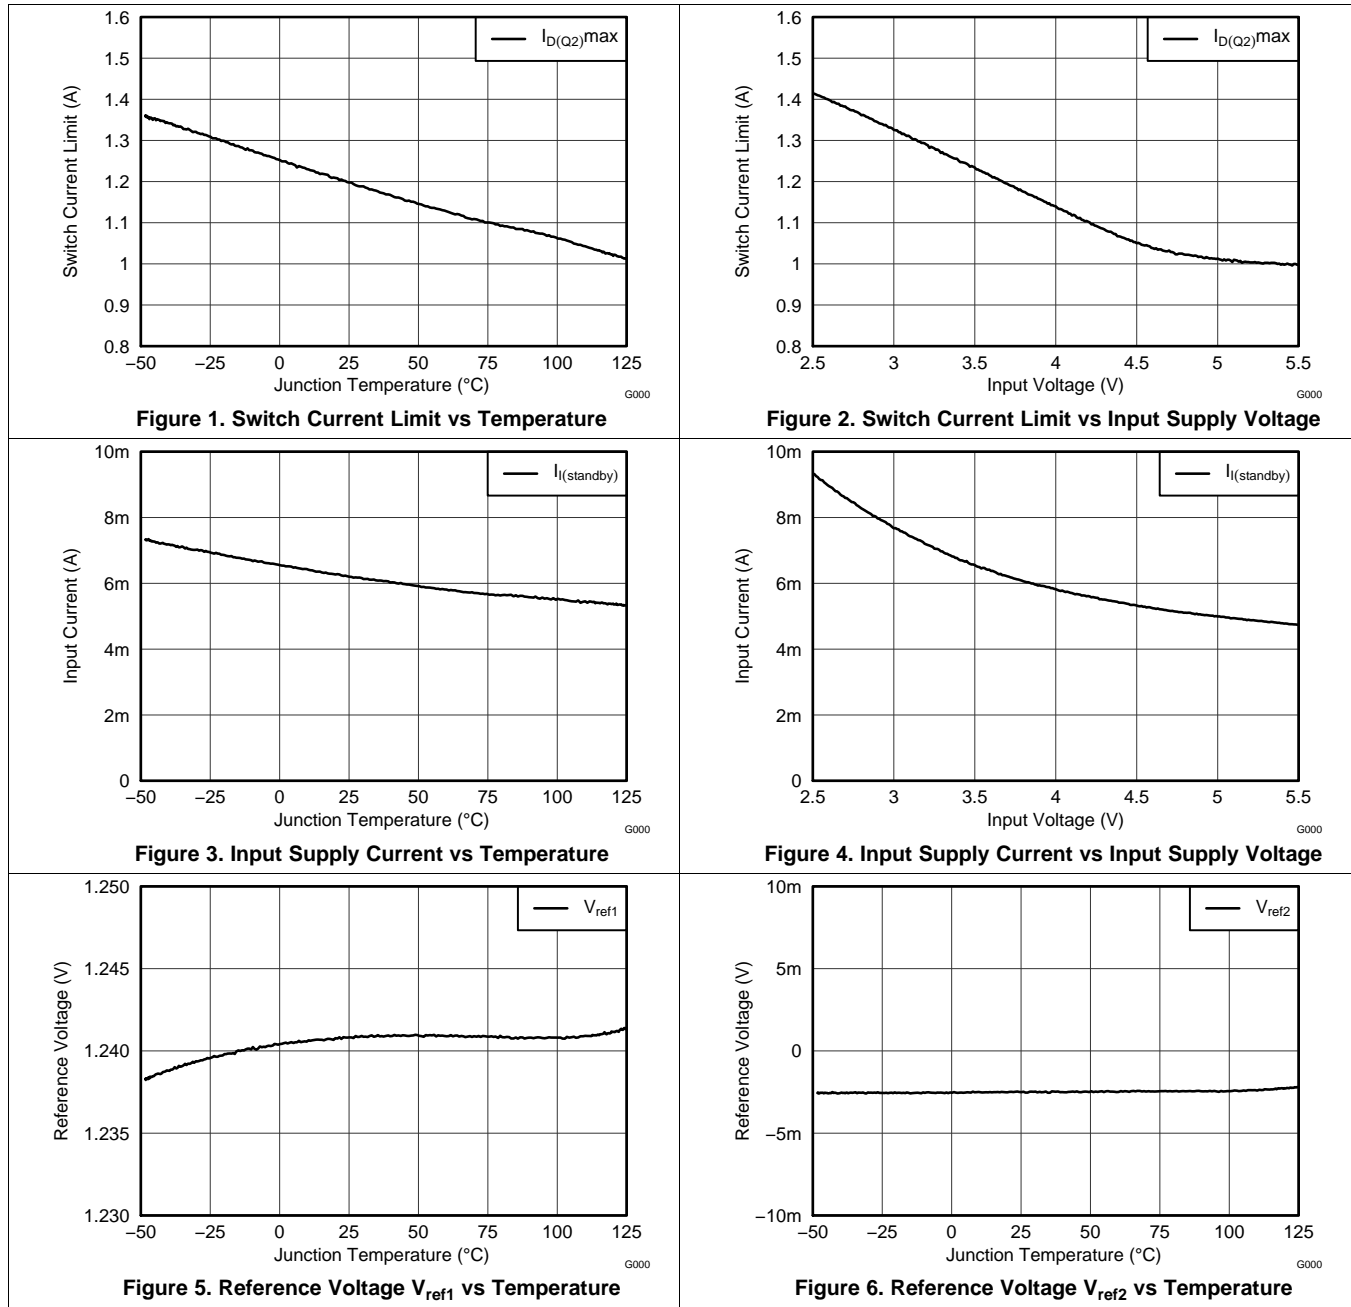 1.6
1.5
1.4
1.3
1.2
1.1
1
0.9
0.8
Switch Current Limit (A)
I_D(Q2)max
−50 −25 0 25 50 75 100 125
Junction Temperature (°C)
G000
Figure 1. Switch Current Limit vs Temperature
1.6
1.5
1.4
1.3
1.2
1.1
1
0.9
0.8
Switch Current Limit (A)
I_D(Q2)max
2.5 3 3.5 4 4.5 5 5.5
Input Voltage (V)
G000
Figure 2. Switch Current Limit vs Input Supply Voltage
10m
8m
6m
4m
2m
0
Input Current (A)
I_I(standby)
−50 −25 0 25 50 75 100 125
Junction Temperature (°C)
G000
Figure 3. Input Supply Current vs Temperature
10m
8m
6m
4m
2m
0
Input Current (A)
I_I(standby)
2.5 3 3.5 4 4.5 5 5.5
Input Voltage (V)
G000
Figure 4. Input Supply Current vs Input Supply Voltage
1.250
1.245
1.240
1.235
1.230
Reference Voltage (V)
V_ref1
−50 −25 0 25 50 75 100 125
Junction Temperature (°C)
G000
Figure 5. Reference Voltage V_ref1 vs Temperature
10m
5m
0
−5m
−10m
Reference Voltage (V)
V_ref2
−50 −25 0 25 50 75 100 125
Junction Temperature (°C)
G000
Figure 6. Reference Voltage V_ref2 vs Temperature